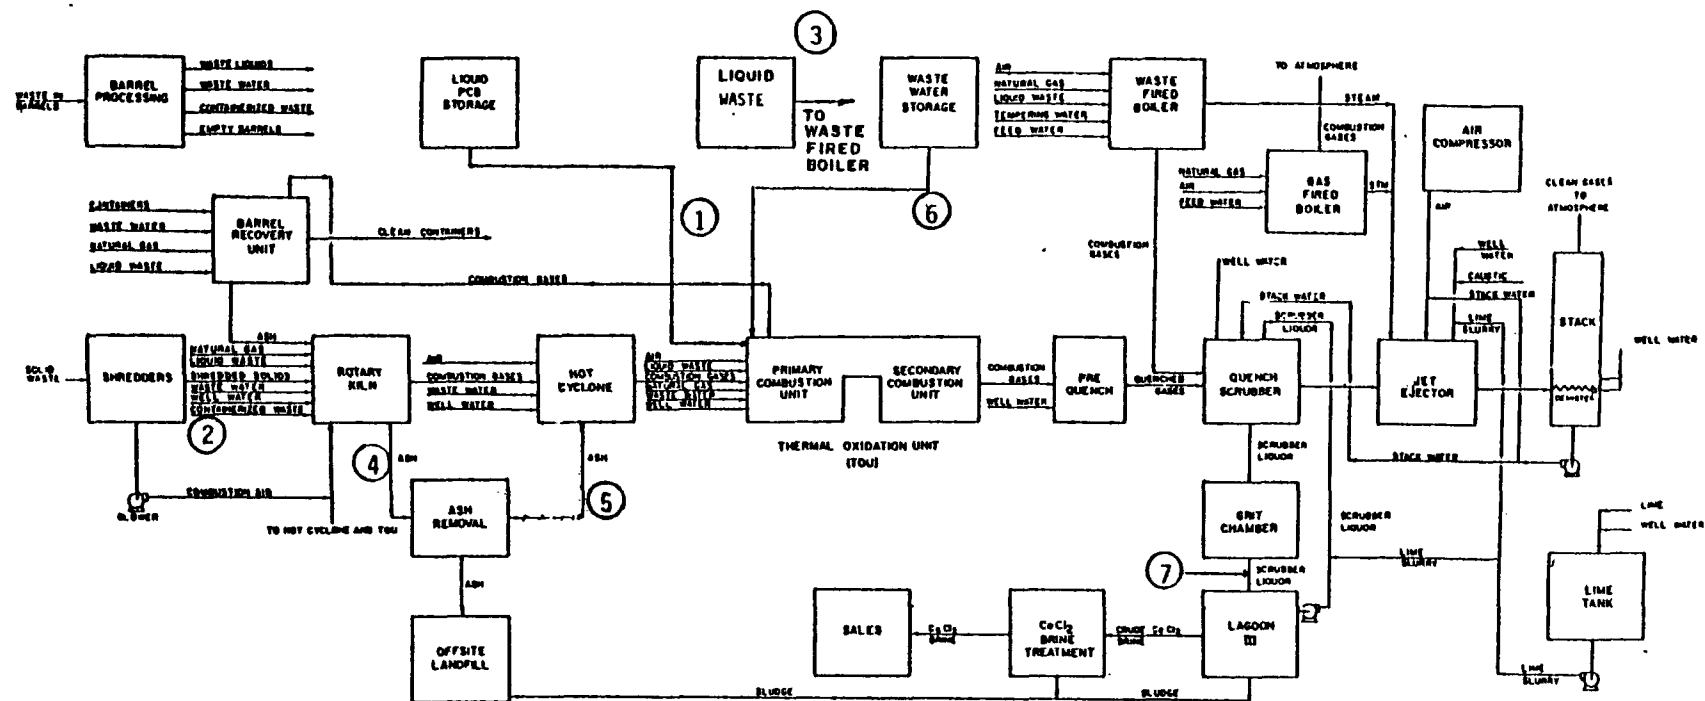 3
WASTE IN
BARRELS
BARREL
PROCESSING
WASTE LIQUIDS
WASTE WATER
CONTAINERIZED WASTE
EMPTY BARRELS
LIQUID
PCB
STORAGE
LIQUID
WASTE
TO
WASTE
FIRED
BOILER
WASTE
WATER
STORAGE
AIR
NATURAL GAS
LIQUID WASTE
TEMPERING WATER
FEED WATER
WASTE
FIRED
BOILER
STEAM
TO ATMOSPHERE
COMBUSTION
GASES
AIR
COMPRESSOR
NATURAL GAS
AIR
FEED WATER
GAS
FIRED
BOILER
STM
AIR
CLEAN GASES
TO
ATMOSPHERE
CONTAINERS
WASTE WATER
NATURAL GAS
LIQUID WASTE
BARREL
RECOVERY
UNIT
CLEAN CONTAINERS
1
6
COMBUSTION
GASES
WELL WATER
WELL
WATER
CAUSTIC
STACK WATER
LIME
SLURRY
COMBUSTION GASES
STACK WATER
SCRUBBER
LIQUOR
ASH
SOLID
WASTE
SHREDDERS
NATURAL GAS
LIQUID WASTE
SHREDDED SOLIDS
WASTE WATER
WELL WATER
CONTAINERIZED WASTE
2
ROTARY
KILN
AIR
COMBUSTION GASES
WASTE WATER
WELL WATER
HOT
CYCLONE
AIR
LIQUID WASTE
COMBUSTION GASES
NATURAL GAS
WASTE WATER
WELL WATER
PRIMARY
COMBUSTION
UNIT
SECONDARY
COMBUSTION
UNIT
THERMAL OXIDATION UNIT
(TOU)
COMBUSTION
GASES
WELL WATER
PRE
QUENCH
QUENCHED
GASES
QUENCH
SCRUBBER
JET
EJECTOR
STACK
DEMISTER
WELL WATER
STACK WATER
4
ASH
ASH
5
BLOWER
COMBUSTION AIR
TO HOT CYCLONE AND TOU
ASH
REMOVAL
ASH
OFFSITE
LANDFILL
SCRUBBER
LIQUOR
GRIT
CHAMBER
7
SCRUBBER
LIQUOR
SCRUBBER
LIQUOR
LIME
SLURRY
LIME
WELL WATER
LIME
TANK
LIME
SLURRY
SALES
CaCl2
BRINE
CaCl2
BRINE
TREATMENT
CRUDE CaCl2
BRINE
LAGOON
III
SLUDGE
SLUDGE